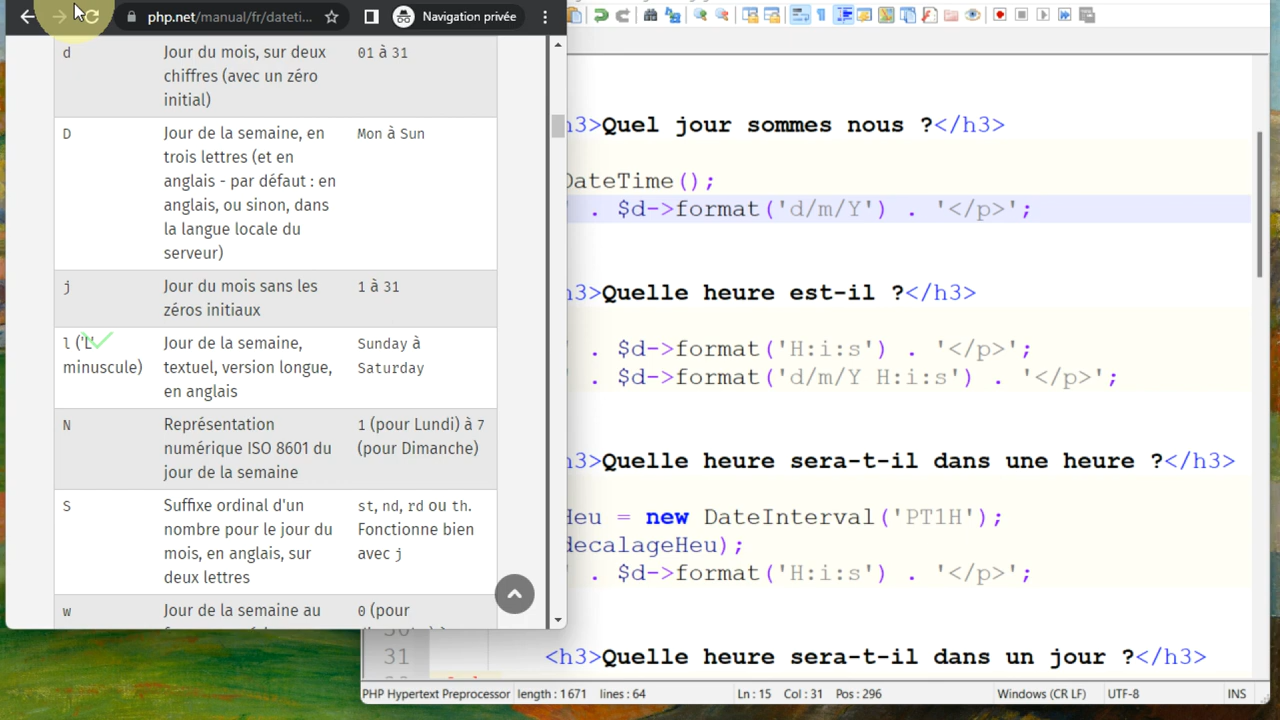 php.net/manual/fr/dateti...
Navigation privée
d
Jour du mois, sur deux
chiffres (avec un zéro
initial)
01 à 31
D
Jour de la semaine, en
trois lettres (et en
anglais - par défaut : en
anglais, ou sinon, dans
la langue locale du
serveur)
Mon à Sun
j
Jour du mois sans les
zéros initiaux
1 à 31
l ('L'
minuscule)
Jour de la semaine,
textuel, version longue,
en anglais
Sunday à
Saturday
N
Représentation
numérique ISO 8601 du
jour de la semaine
1 (pour Lundi) à 7
(pour Dimanche)
S
Suffixe ordinal d'un
nombre pour le jour du
mois, en anglais, sur
deux lettres
st, nd, rd ou th.
Fonctionne bien
avec j
w
Jour de la semaine au
0 (pour
h3>Quel jour sommes nous ?</h3>
DateTime();
' . $d->format('d/m/Y') . '</p>';
h3>Quelle heure est-il ?</h3>
' . $d->format('H:i:s') . '</p>';
' . $d->format('d/m/Y H:i:s') . '</p>';
h3>Quelle heure sera-t-il dans une heure ?</h3>
Heu = new DateInterval('PT1H');
decalageHeu);
' . $d->format('H:i:s') . '</p>';
31 <h3>Quelle heure sera-t-il dans un jour ?</h3>
PHP Hypertext Preprocessor length : 1 671 lines : 64 Ln : 15 Col : 31 Pos : 296 Windows (CR LF) UTF-8 INS